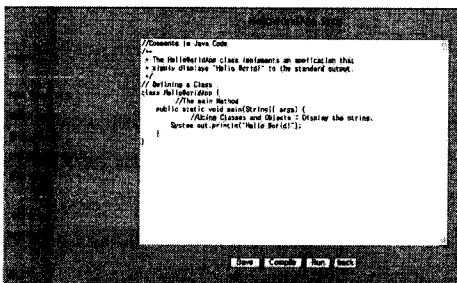 //Comments in Java Code
/**
* The HelloWorldApp class implements an application that
* simply displays "Hello World!" to the standard output.
*/
// Defining a Class
class HelloWorldApp {
//The main Method
public static void main(String[] args) {
//Using Classes and Objects : Display the string.
System.out.println("Hello World!");
}
}
Save Compile Run Back